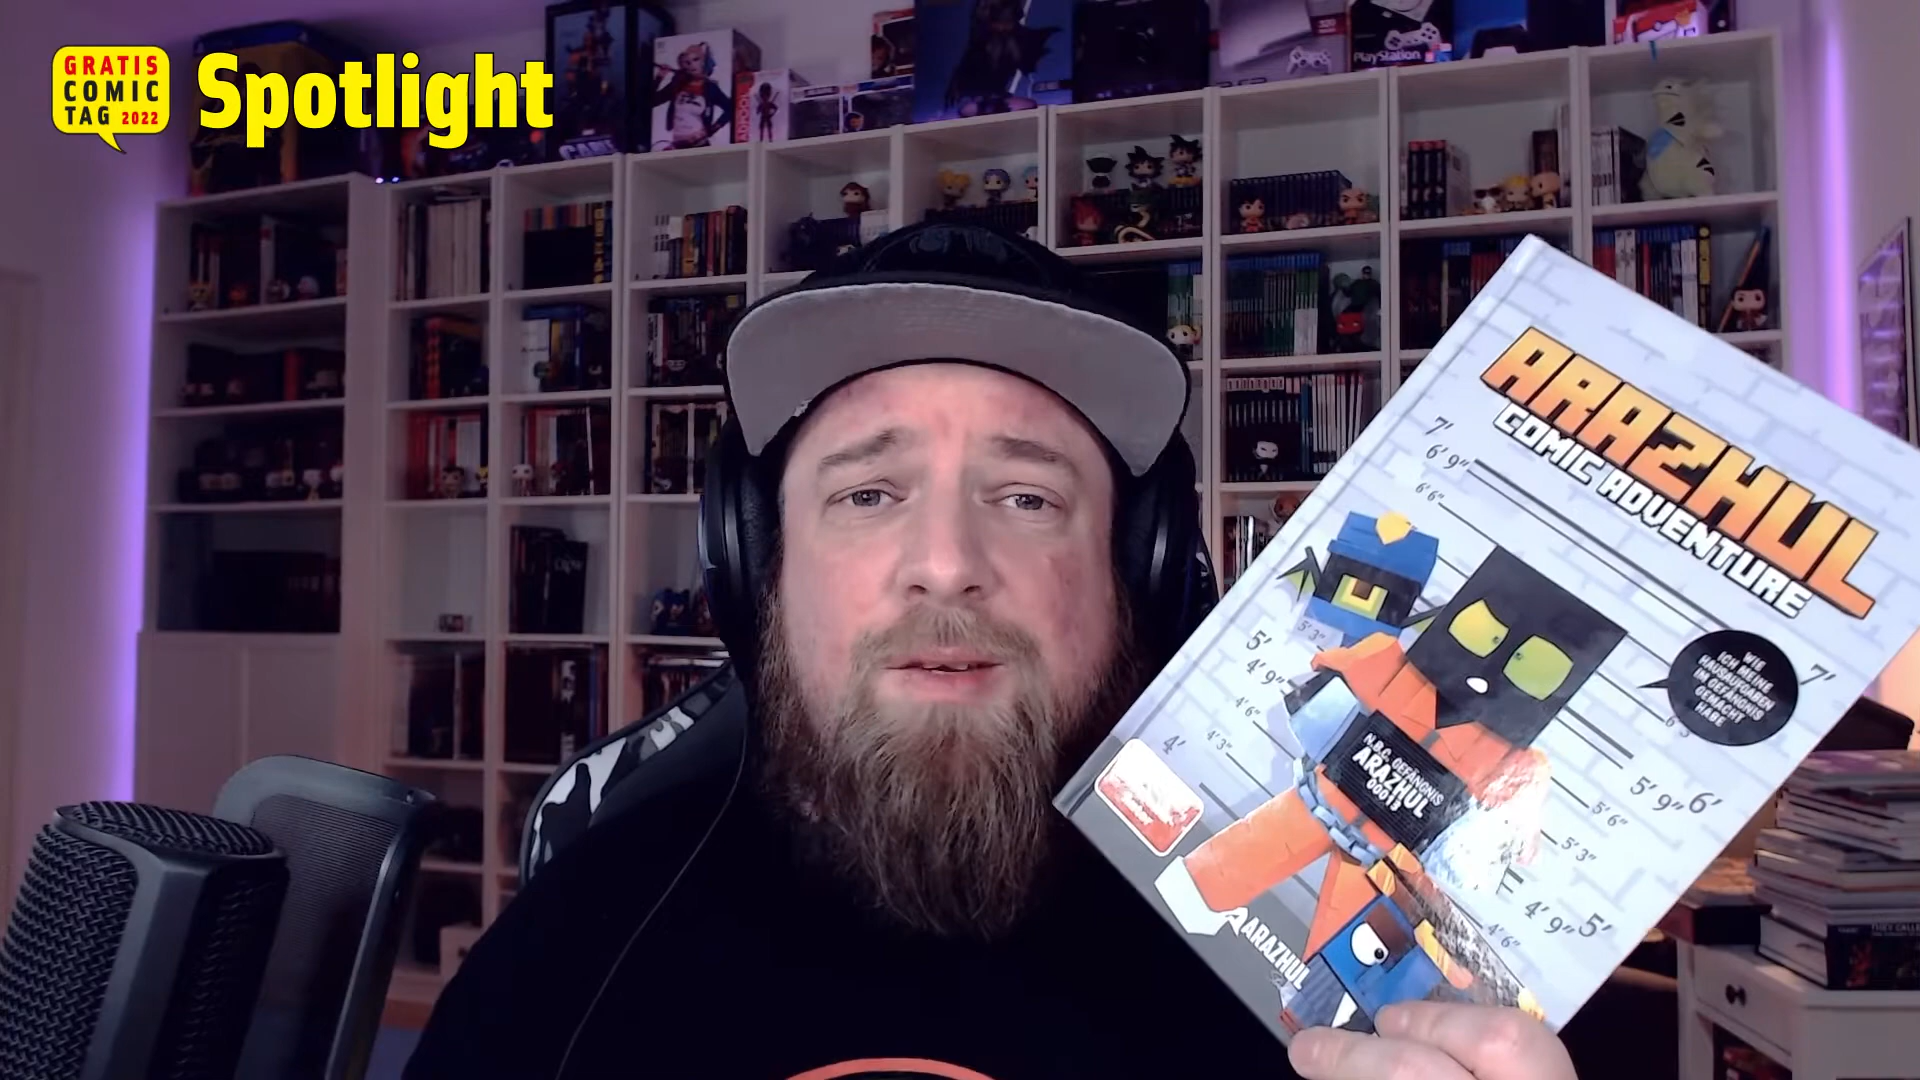 GRATIS
COMIC
TAG 2022
Spotlight
PlayStation
ARAZHUL
COMIC ADVENTURE
7'
6' 9"
6' 6"
5' 3"
5'
4' 9"
4' 6"
4' 3"
4'
WIE
ICH MEINE
HAUSAUFGABEN
IM GEFÄNGNIS
GEMACHT
HABE
7'
N.B.C. GEFÄNGNIS
ARAZHUL
00013
5' 9" 6'
5' 6"
5' 3"
4' 9" 5'
4' 6"
ARAZHUL